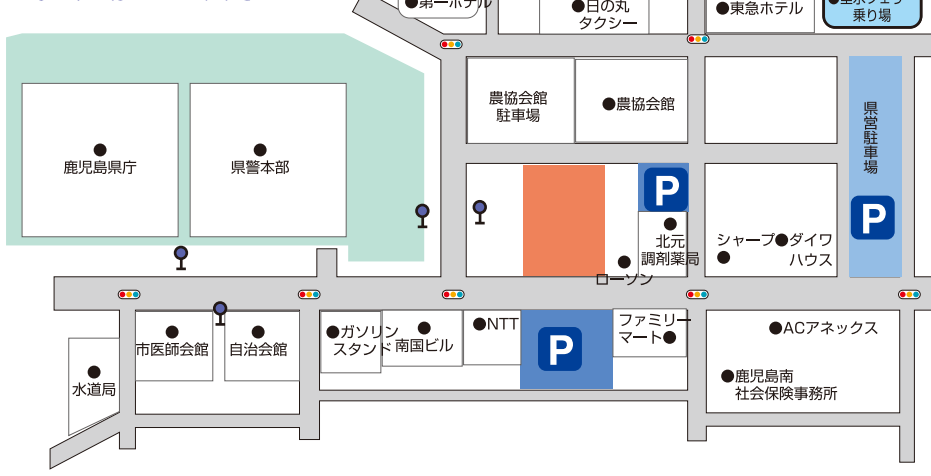 第一ホテル
日の丸
タクシー
東急ホテル
乗り場
農協会館
駐車場
農協会館
県営駐車場
鹿児島県庁
県警本部
P
P
北元
調剤薬局
シャープ
ダイワ
ハウス
ローソン
市医師会館
自治会館
ガソリン
スタンド
南国ビル
NTT
P
ファミリー
マート
ACアネックス
水道局
鹿児島南
社会保険事務所